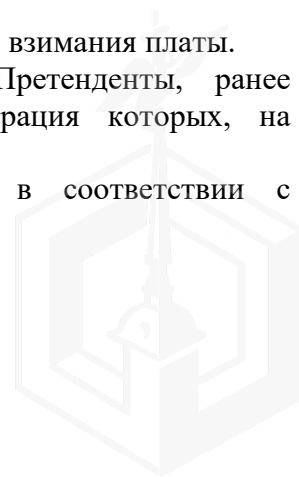 взимания платы.
Претенденты, ранее
рация которых, на
в соответствии с